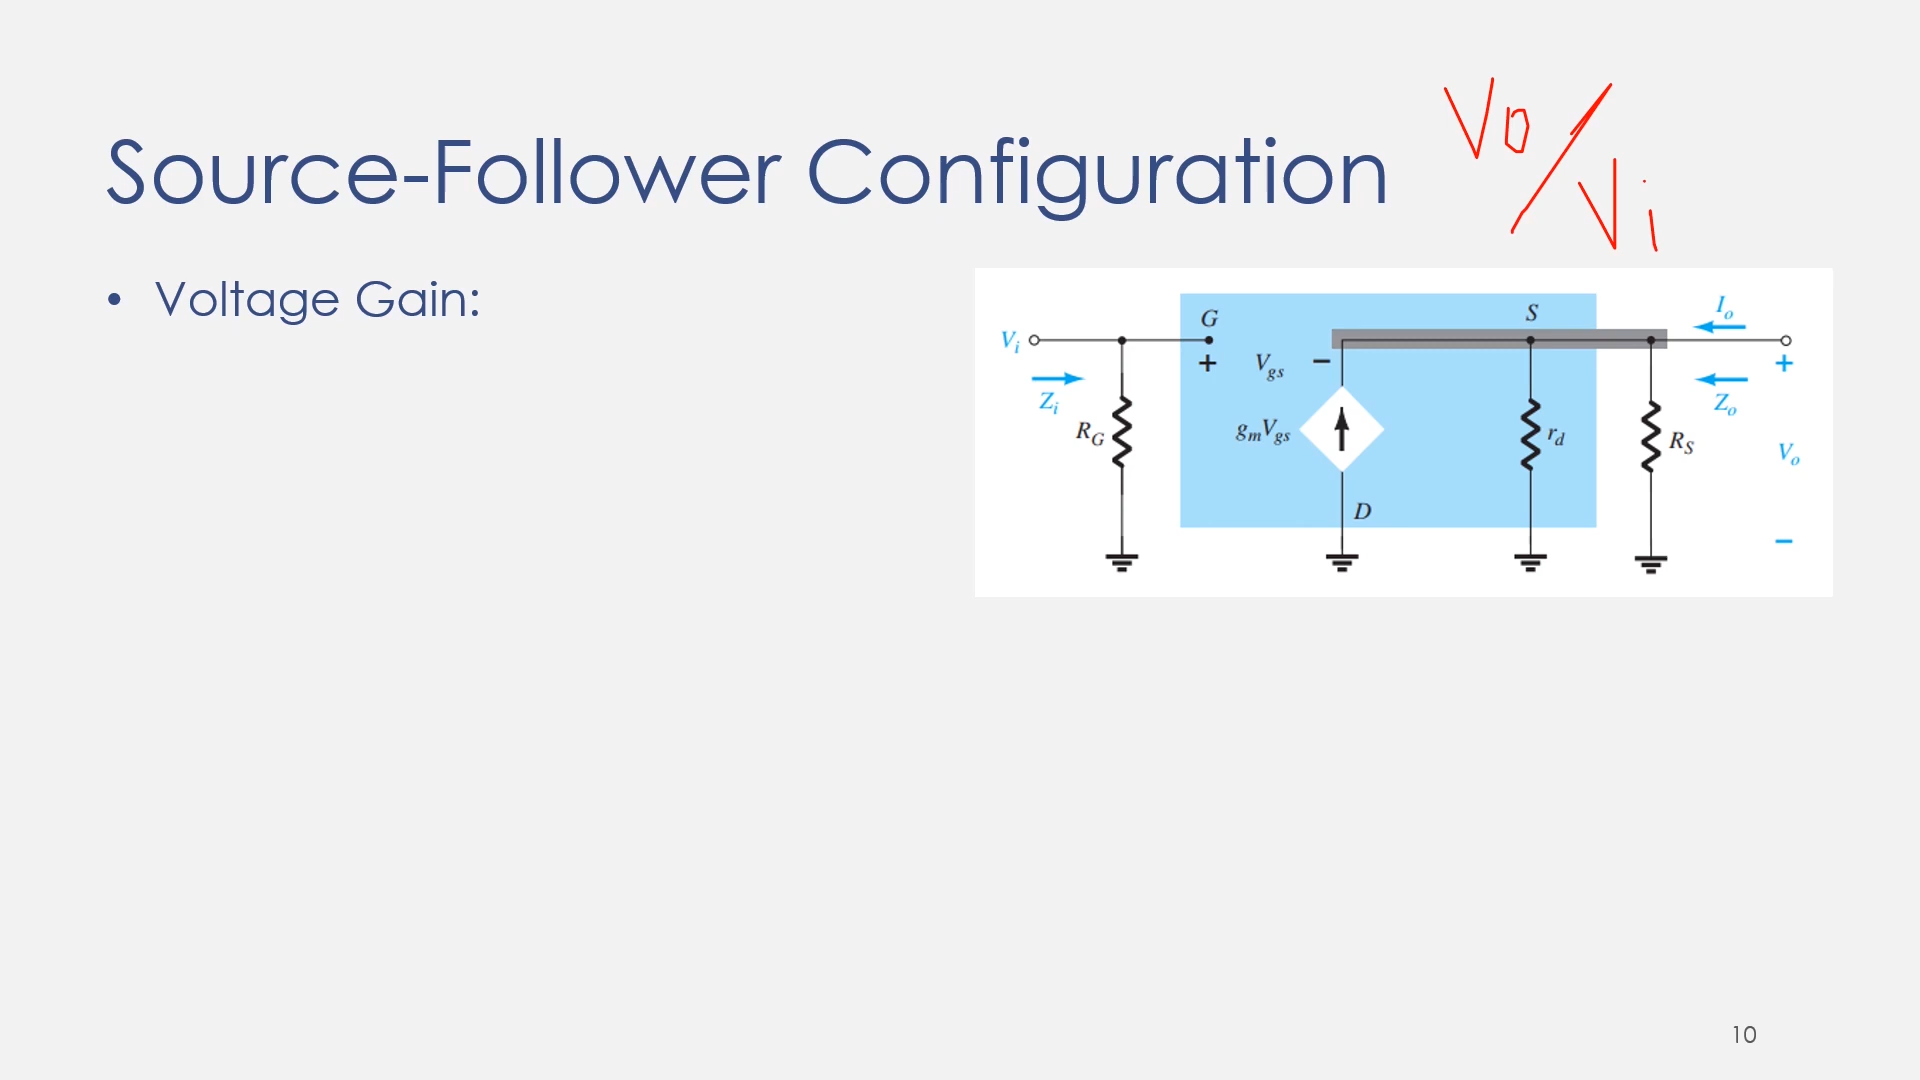 Vo/Vi
Source-Follower Configuration
• Voltage Gain:
G
S
Io
Vi
+
Vgs
−
+
Zi
Zo
RG
gmVgs
rd
RS
Vo
D
−
10